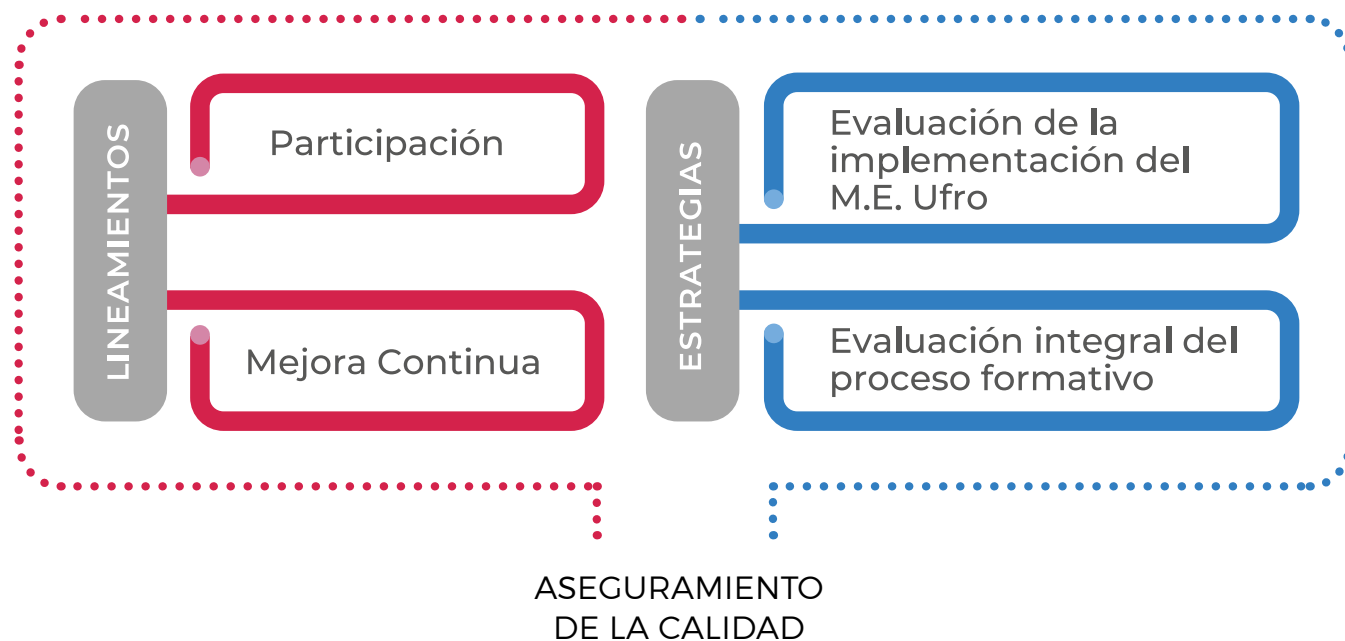 LINEAMIENTOS
Participación
Mejora Continua
ESTRATEGIAS
Evaluación de la
implementación del
M.E. Ufro
Evaluación integral del
proceso formativo
ASEGURAMIENTO
DE LA CALIDAD